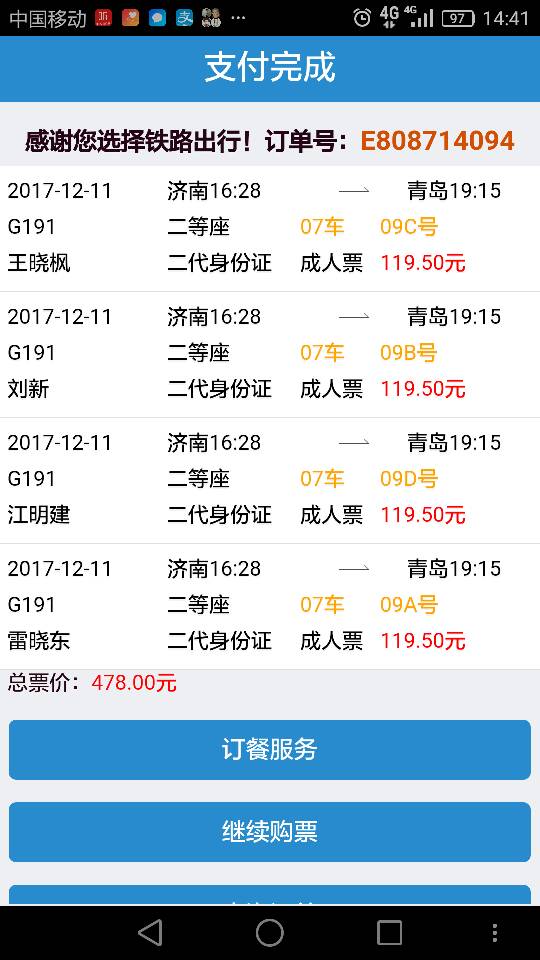 中国移动 4G 4G 97 14:41
支付完成
感谢您选择铁路出行！订单号：E808714094
2017-12-11 济南16:28 青岛19:15
G191 二等座 07车 09C号
王晓枫 二代身份证 成人票 119.50元
2017-12-11 济南16:28 青岛19:15
G191 二等座 07车 09B号
刘新 二代身份证 成人票 119.50元
2017-12-11 济南16:28 青岛19:15
G191 二等座 07车 09D号
江明建 二代身份证 成人票 119.50元
2017-12-11 济南16:28 青岛19:15
G191 二等座 07车 09A号
雷晓东 二代身份证 成人票 119.50元
总票价：478.00元
订餐服务
继续购票